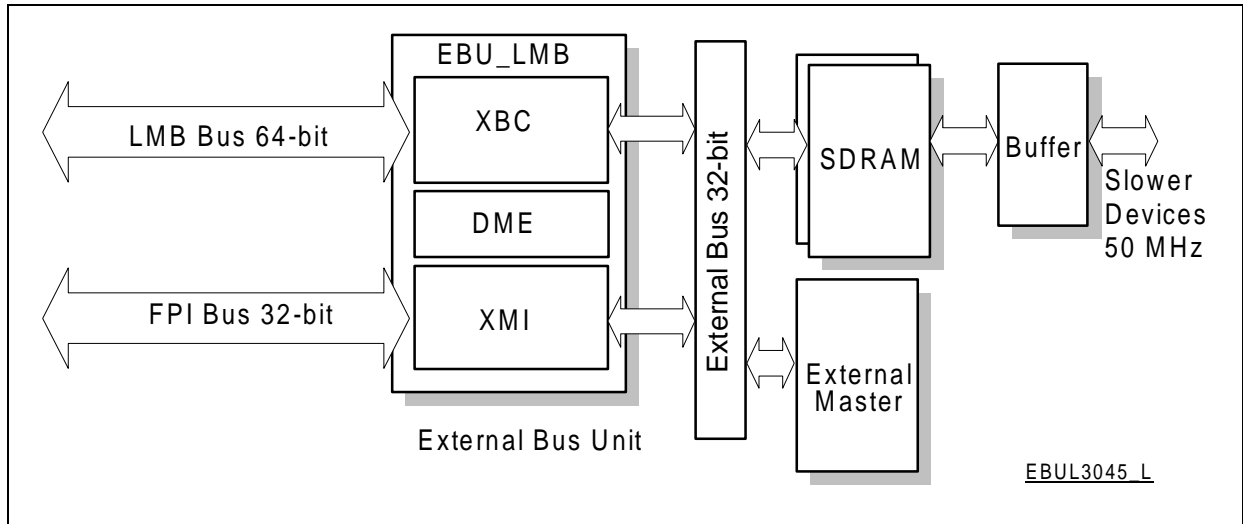 EBU_LMB
XBC
LMB Bus 64-bit
DME
XMI
FPI Bus 32-bit
External Bus Unit
External Bus 32-bit
SDRAM
Buffer
Slower
Devices
50 MHz
External
Master
EBUL3045_L